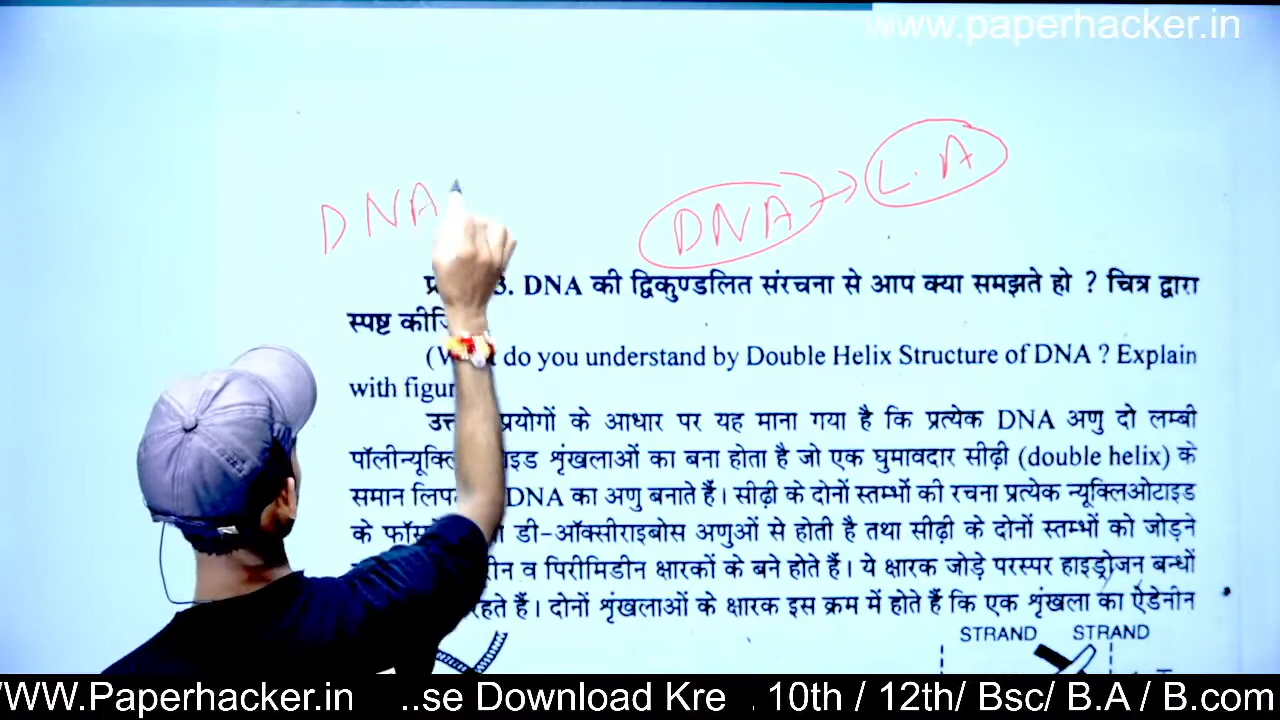 www.paperhacker.in
L.A
DNA
DNA
3. DNA की द्विकुण्डलित संरचना से आप क्या समझते हो ? चित्र द्वारा
स्पष्ट
do you understand by Double Helix Structure of DNA ? Explain
with
प्रयोगों के आधार पर यह माना गया है कि प्रत्येक DNA अणु दो लम्बी
शृंखलाओं का बना होता है जो एक घुमावदार सीढ़ी (double helix) के
समान DNA का अणु बनाते हैं। सीढ़ी के दोनों स्तम्भों की रचना प्रत्येक न्यूक्लिओटाइड
के डी-ऑक्सीराइबोस अणुओं से होती है तथा सीढ़ी के दोनों स्तम्भों को जोड़ने
व पिरीमिडीन क्षारकों के बने होते हैं। ये क्षारक जोड़े परस्पर हाइड्रोजन बन्धों
रहते हैं। दोनों शृंखलाओं के क्षारक इस क्रम में होते हैं कि एक शृंखला का ऐडेनीन
STRAND STRAND
WWW.Paperhacker.in ..se Download Kre . 10th / 12th/ Bsc/ B.A / B.com